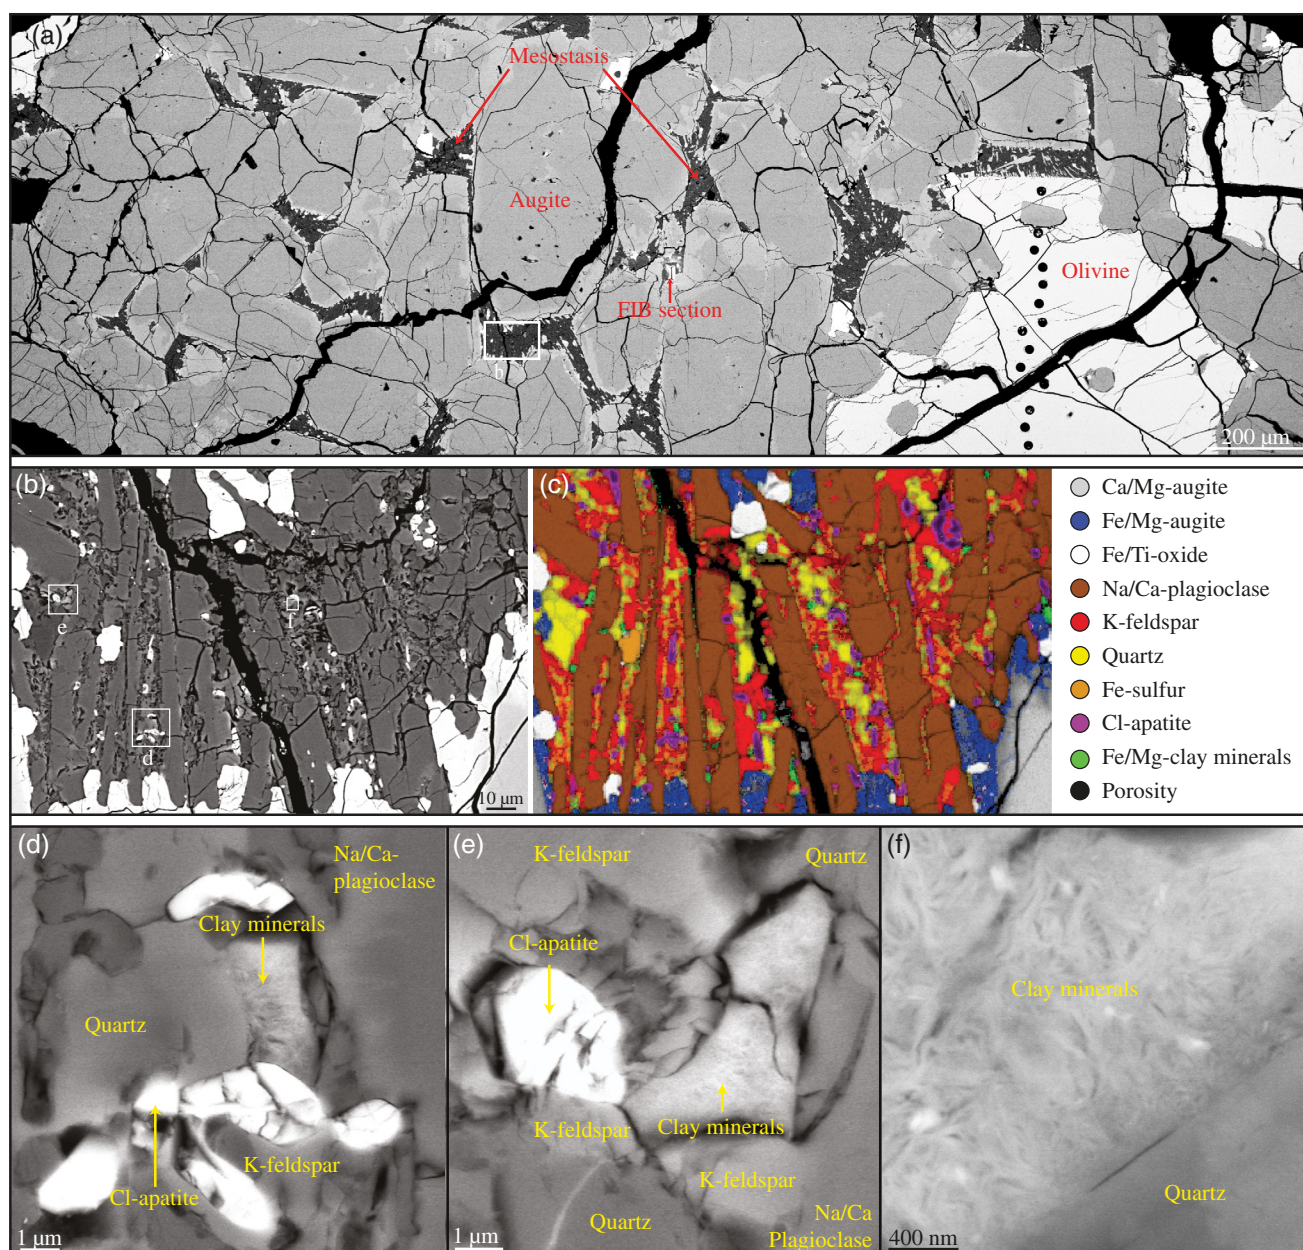 (a)
Mesostasis
Augite
Olivine
FIB section
b
200 µm
(b)
e
f
d
10 µm
(c)
Ca/Mg-augite
Fe/Mg-augite
Fe/Ti-oxide
Na/Ca-plagioclase
K-feldspar
Quartz
Fe-sulfur
Cl-apatite
Fe/Mg-clay minerals
Porosity
(d)
Na/Ca-
plagioclase
Clay minerals
Quartz
K-feldspar
Cl-apatite
1 µm
(e)
K-feldspar
Quartz
Cl-apatite
K-feldspar
Clay minerals
K-feldspar
Quartz
Na/Ca
Plagioclase
1 µm
(f)
Clay minerals
Quartz
400 nm